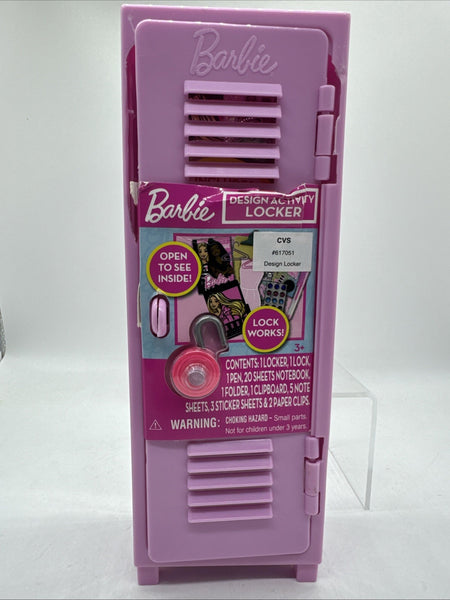 Barbie
Barbie
DESIGN ACTIVITY
LOCKER
CVS
#617051
Design Locker
OPEN
TO SEE
INSIDE!
Barbie
LOCK
WORKS!
3+
CONTENTS: 1 LOCKER, 1 LOCK,
1 PEN, 20 SHEETS NOTEBOOK,
1 FOLDER, 1 CLIPBOARD, 5 NOTE
SHEETS, 3 STICKER SHEETS & 2 PAPER CLIPS.
WARNING: CHOKING HAZARD – Small parts.
Not for children under 3 years.